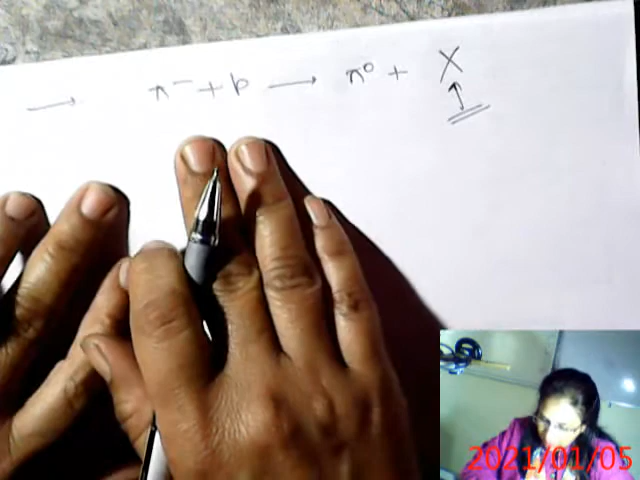 → π⁻ + p → π⁰ + X
2021/01/05